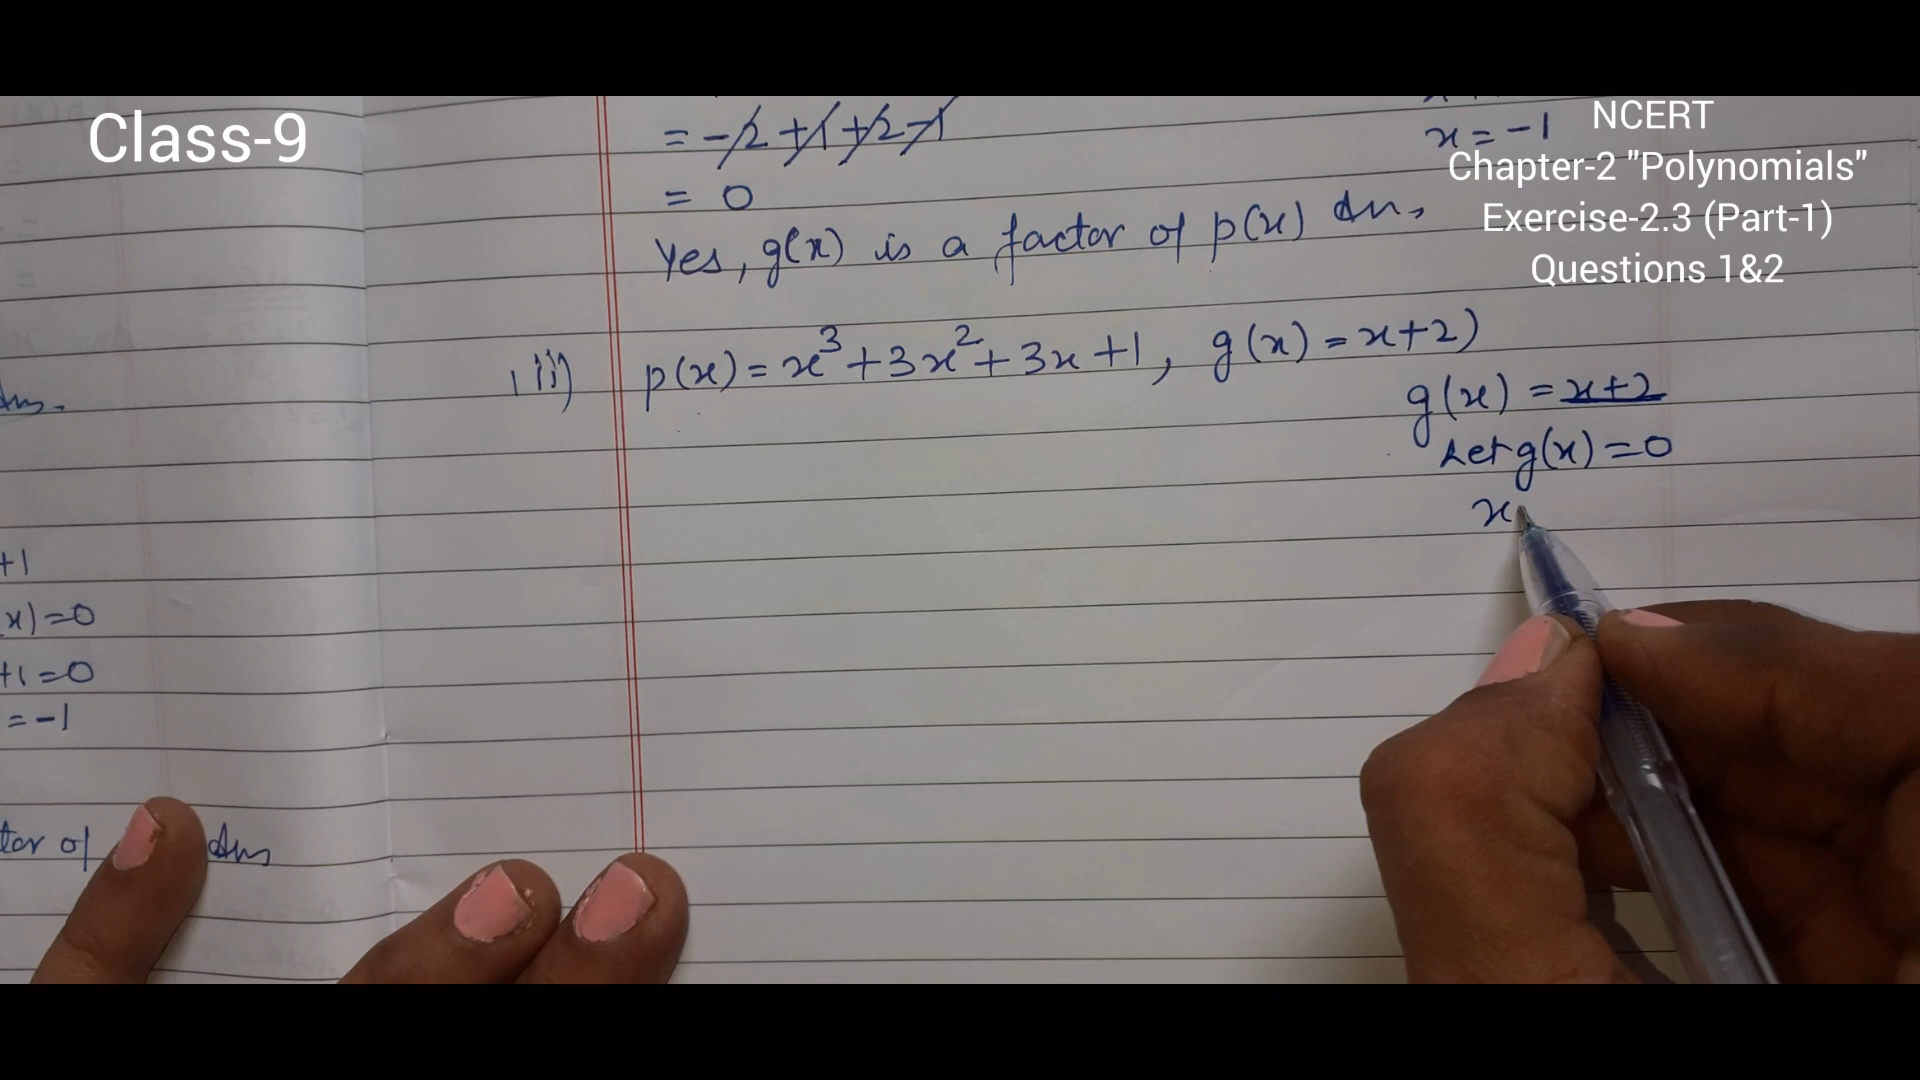 Class-9
NCERT
Chapter-2 "Polynomials"
Exercise-2.3 (Part-1)
Questions 1&2
= -2 +1 +2 -1
= 0
Yes, g(x) is a factor of p(x) Ans,
x = -1
iii) p(x) = x³ + 3x² + 3x + 1, g(x) = x+2)
g(x) = x+2
Let g(x) = 0
x
Ans.
+1
x) = 0
+1 = 0
= -1
tor of
Ans